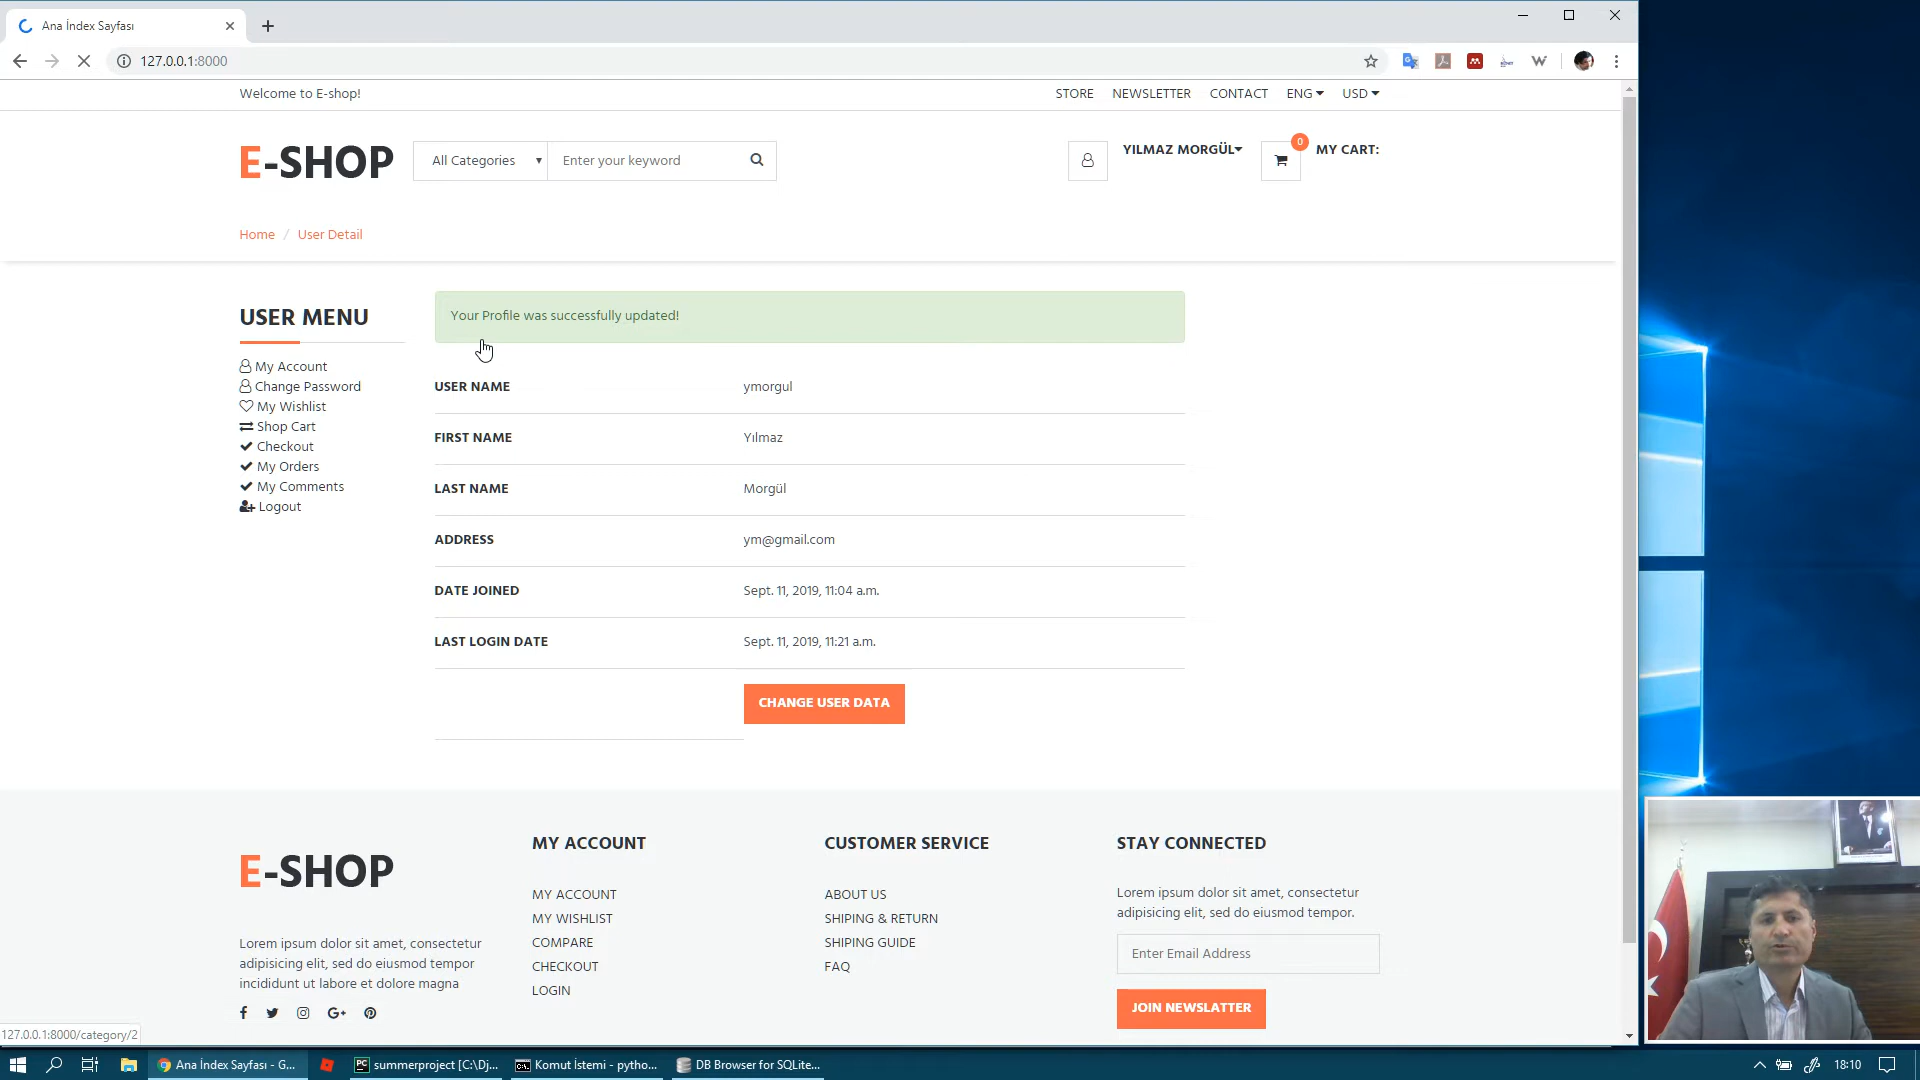 Ana İndex Sayfası
127.0.0.1:8000
Welcome to E-shop!
STORE NEWSLETTER CONTACT ENG USD
E-SHOP
All Categories
Enter your keyword
YILMAZ MORGÜL
0
MY CART:
Home / User Detail
USER MENU
My Account
Change Password
My Wishlist
Shop Cart
Checkout
My Orders
My Comments
Logout
Your Profile was successfully updated!
USER NAME ymorgul
FIRST NAME Yılmaz
LAST NAME Morgül
ADDRESS ym@gmail.com
DATE JOINED Sept. 11, 2019, 11:04 a.m.
LAST LOGIN DATE Sept. 11, 2019, 11:21 a.m.
CHANGE USER DATA
E-SHOP
Lorem ipsum dolor sit amet, consectetur
adipisicing elit, sed do eiusmod tempor
incididunt ut labore et dolore magna
MY ACCOUNT
MY ACCOUNT
MY WISHLIST
COMPARE
CHECKOUT
LOGIN
CUSTOMER SERVICE
ABOUT US
SHIPING & RETURN
SHIPING GUIDE
FAQ
STAY CONNECTED
Lorem ipsum dolor sit amet, consectetur
adipisicing elit, sed do eiusmod tempor.
Enter Email Address
JOIN NEWSLATTER
127.0.0.1:8000/category/2
Ana İndex Sayfası - G...
summerproject [C:\Dj...
Komut İstemi - pytho...
DB Browser for SQLite...
18:10